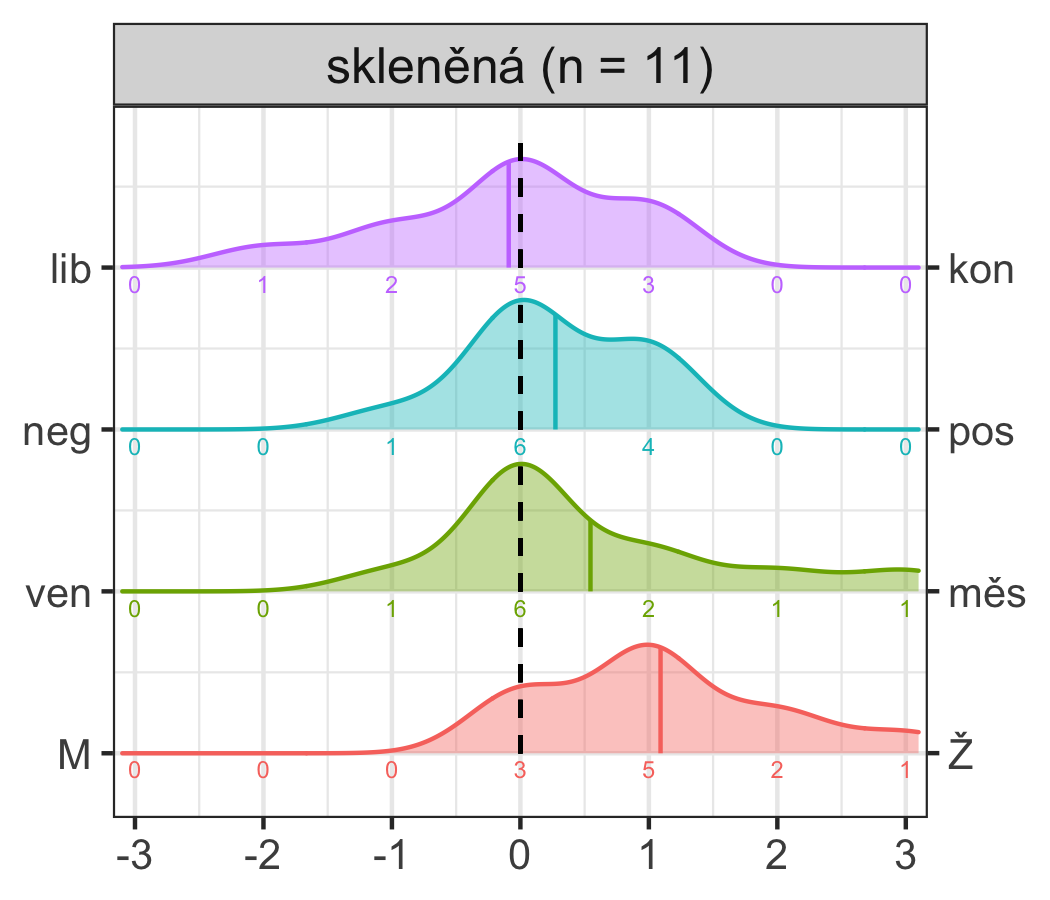 skleněná (n = 11)
lib kon
0 1 2 5 3 0 0
neg pos
0 0 1 6 4 0 0
ven měs
0 0 1 6 2 1 1
M Ž
0 0 0 3 5 2 1
-3 -2 -1 0 1 2 3